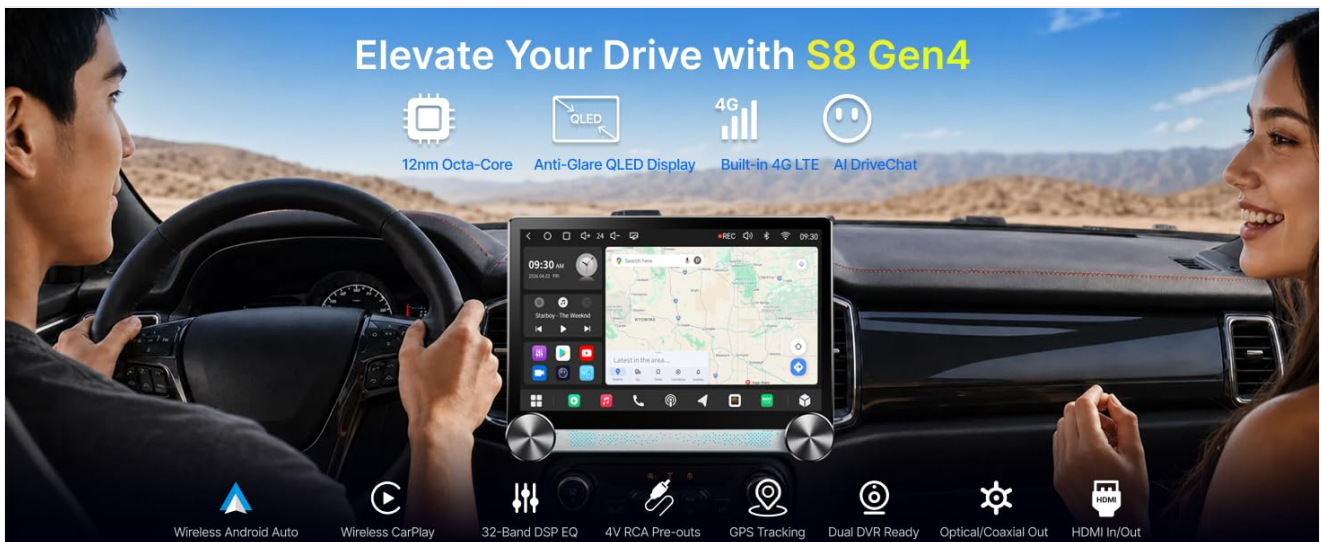 Elevate Your Drive with S8 Gen4
4G
QLED
12nm Octa-Core
Anti-Glare QLED Display
Built-in 4G LTE
AI DriveChat
24
REC
09:30
09:30 AM
Search here
Starboy - The Weeknd
WYOMING
Latest in the area...
HDMI
Wireless Android Auto
Wireless CarPlay
32-Band DSP EQ
4V RCA Pre-outs
GPS Tracking
Dual DVR Ready
Optical/Coaxial Out
HDMI In/Out